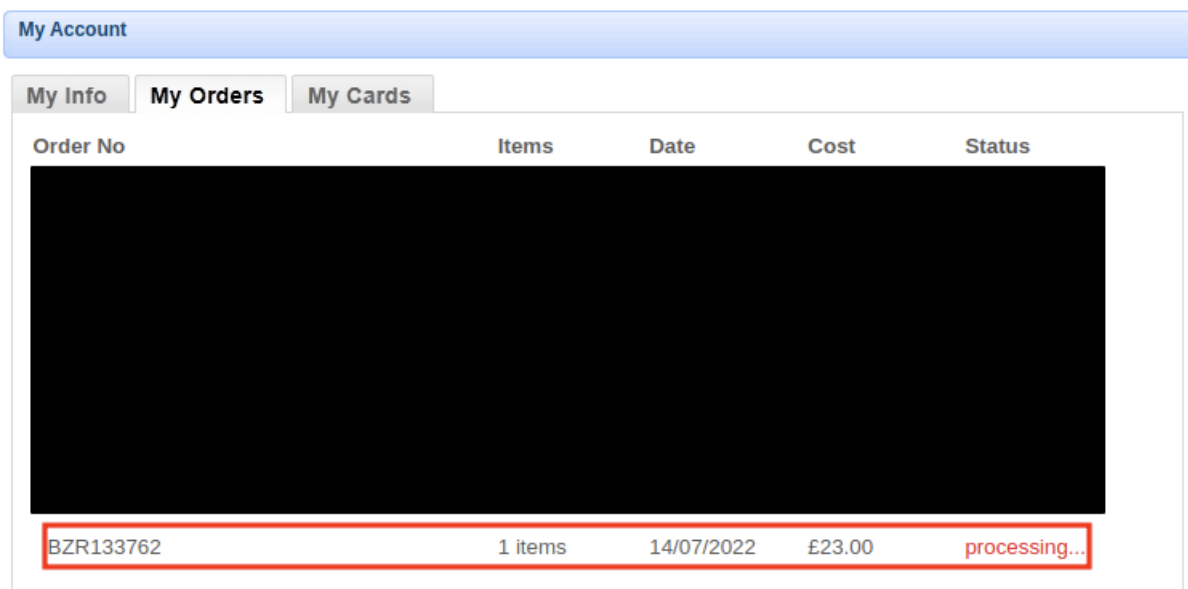 My Account
My Info My Orders My Cards
Order No Items Date Cost Status
BZR133762 1 items 14/07/2022 £23.00 processing...